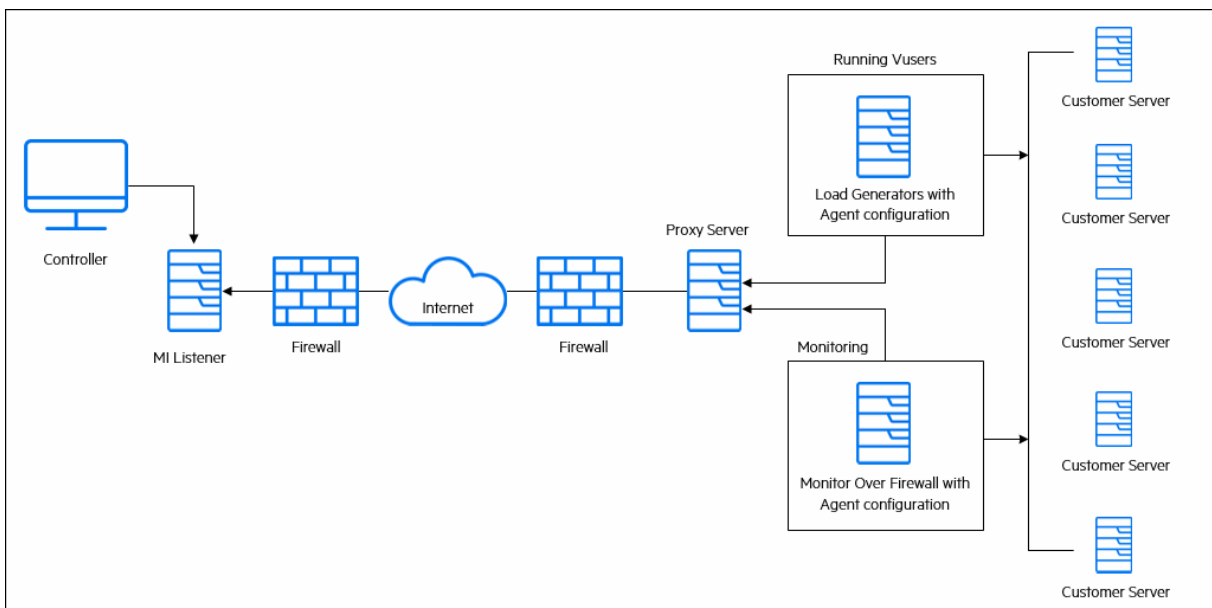 Controller
MI Listener
Firewall
Internet
Firewall
Proxy Server
Running Vusers
Load Generators with
Agent configuration
Monitoring
Monitor Over Firewall with
Agent configuration
Customer Server
Customer Server
Customer Server
Customer Server
Customer Server